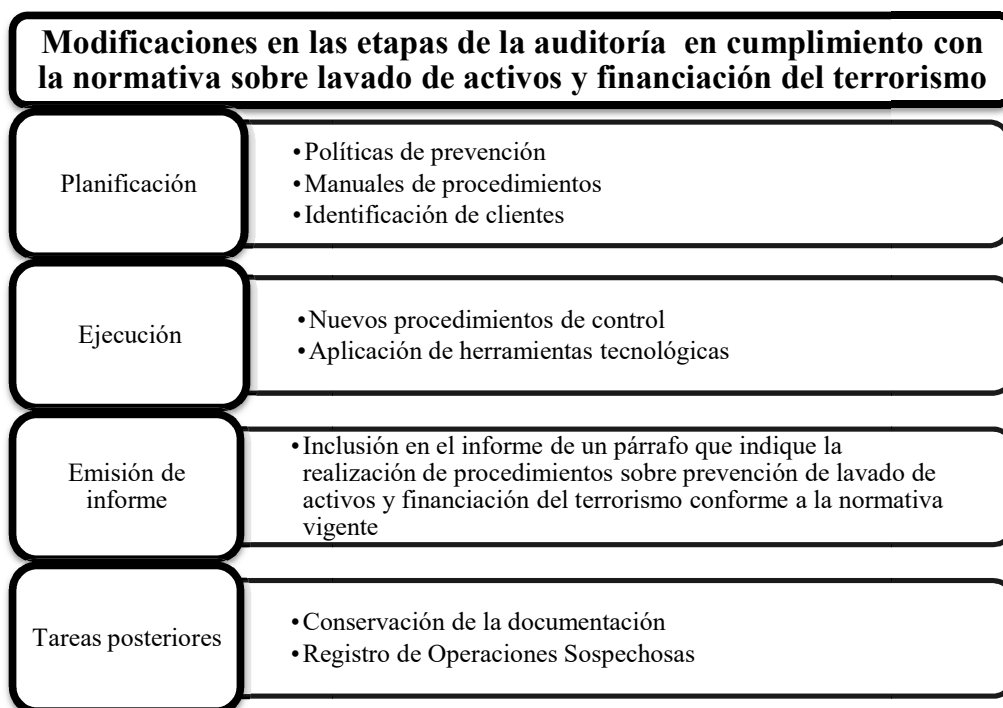 Modificaciones en las etapas de la auditoría en cumplimiento con
la normativa sobre lavado de activos y financiación del terrorismo
Planificación
•Políticas de prevención
•Manuales de procedimientos
•Identificación de clientes
Ejecución
•Nuevos procedimientos de control
•Aplicación de herramientas tecnológicas
Emisión de
informe
•Inclusión en el informe de un párrafo que indique la
realización de procedimientos sobre prevención de lavado de
activos y financiación del terrorismo conforme a la normativa
vigente
Tareas posteriores
•Conservación de la documentación
•Registro de Operaciones Sospechosas